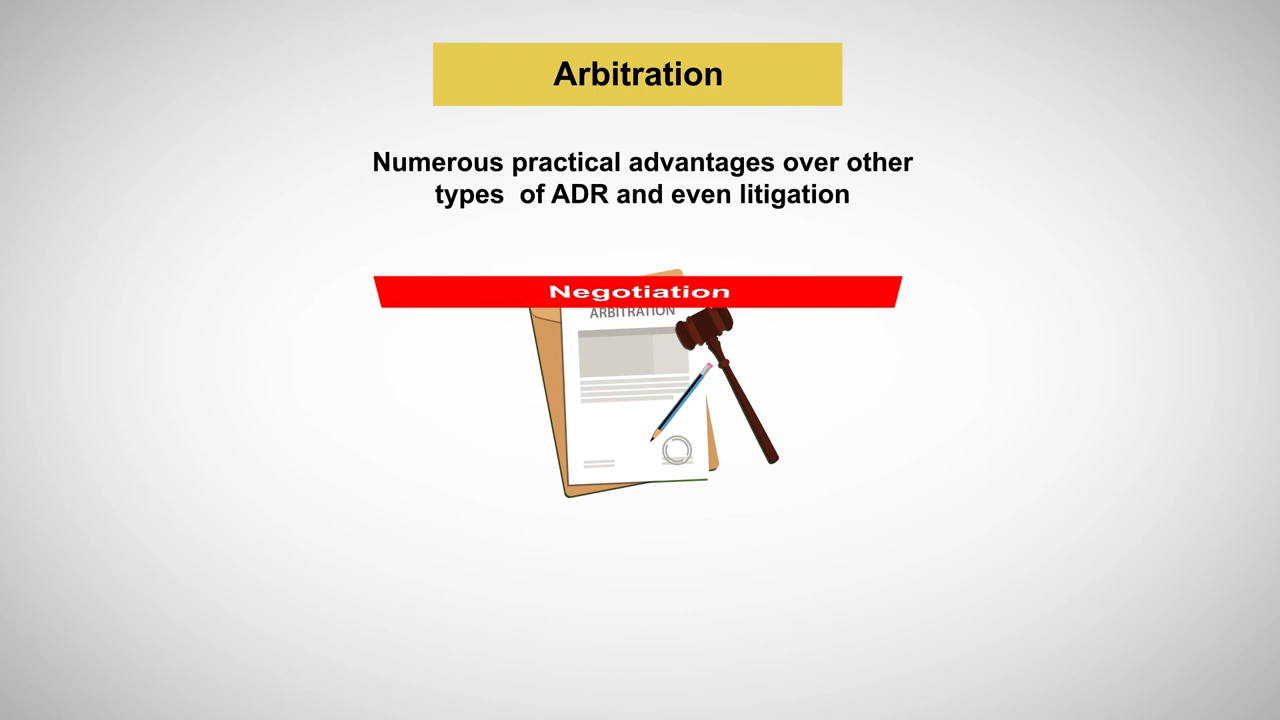 Arbitration
Numerous practical advantages over other
types  of ADR and even litigation
Negotiation
ARBITRATION